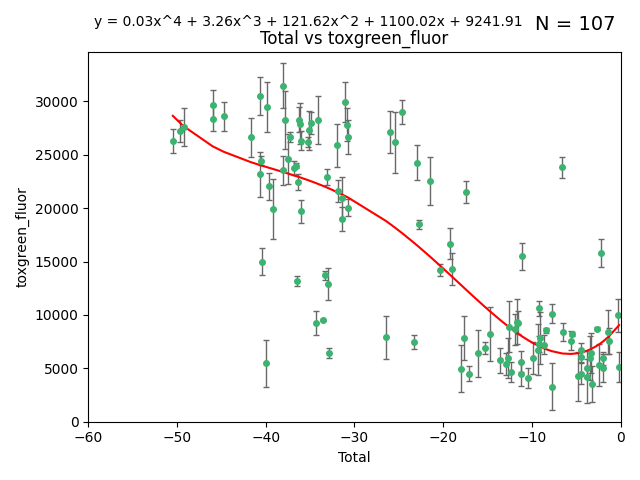 y = 0.03x^4 + 3.26x^3 + 121.62x^2 + 1100.02x + 9241.91 N = 107
Total vs toxgreen_fluor
30000
25000
20000
15000
10000
5000
0
toxgreen_fluor
−60 −50 −40 −30 −20 −10 0
Total